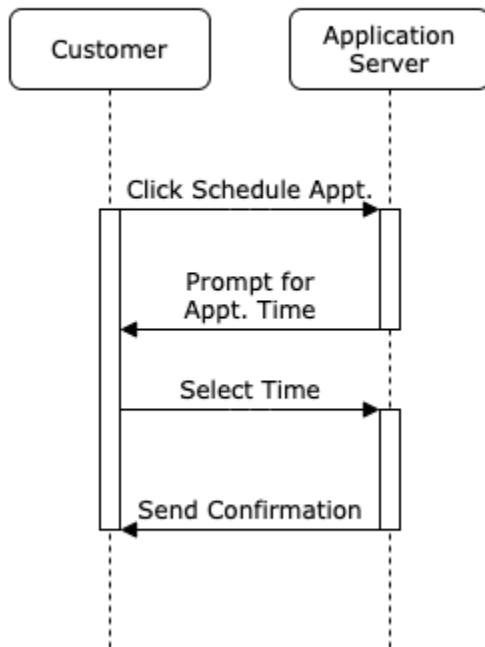 Customer
Application
Server
Click Schedule Appt.
Prompt for
Appt. Time
Select Time
Send Confirmation